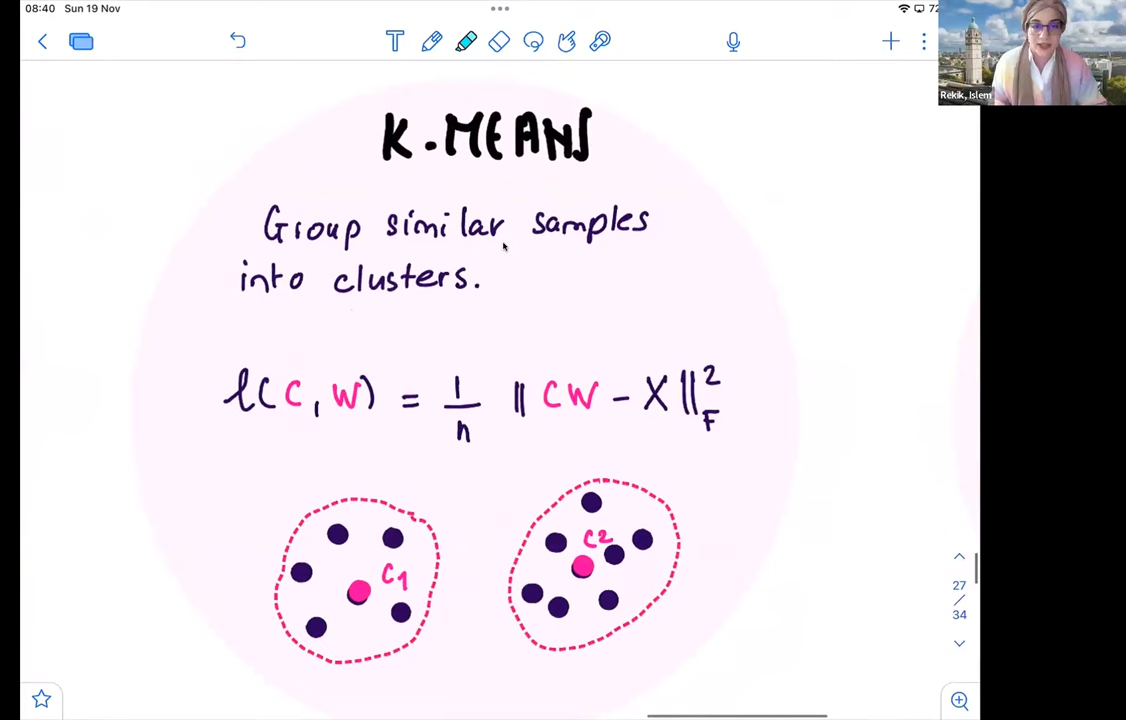 08:40 Sun 19 Nov
72
Rekik, Islem
K-MEANS
Group similar samples
into clusters.
l(C, W) = 1/n ‖ CW - X ‖²_F
C1
C2
27
/
34